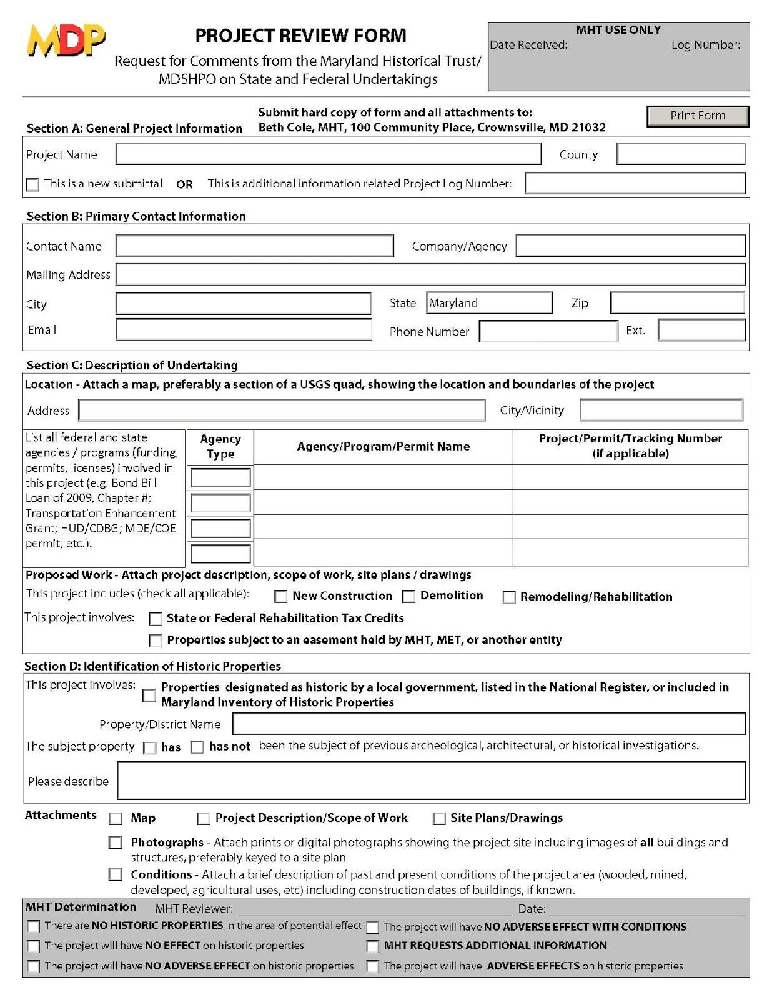 MDP
PROJECT REVIEW FORM
Request for Comments from the Maryland Historical Trust/
MDSHPO on State and Federal Undertakings
MHT USE ONLY
Date Received: Log Number:
Submit hard copy of form and all attachments to:
Beth Cole, MHT, 100 Community Place, Crownsville, MD 21032
Print Form
Section A: General Project Information
Project Name County
This is a new submittal OR This is additional information related Project Log Number:
Section B: Primary Contact Information
Contact Name Company/Agency
Mailing Address
City State Maryland Zip
Email Phone Number Ext.
Section C: Description of Undertaking
Location - Attach a map, preferably a section of a USGS quad, showing the location and boundaries of the project
Address City/Vicinity
List all federal and state
agencies / programs (funding,
permits, licenses) involved in
this project (e.g. Bond Bill
Loan of 2009, Chapter #;
Transportation Enhancement
Grant; HUD/CDBG; MDE/COE
permit; etc.).
Agency
Type
Agency/Program/Permit Name
Project/Permit/Tracking Number
(if applicable)
Proposed Work - Attach project description, scope of work, site plans / drawings
This project includes (check all applicable): New Construction Demolition Remodeling/Rehabilitation
This project involves: State or Federal Rehabilitation Tax Credits
Properties subject to an easement held by MHT, MET, or another entity
Section D: Identification of Historic Properties
This project involves: Properties designated as historic by a local government, listed in the National Register, or included in
Maryland Inventory of Historic Properties
Property/District Name
The subject property has has not been the subject of previous archeological, architectural, or historical investigations.
Please describe
Attachments Map Project Description/Scope of Work Site Plans/Drawings
Photographs - Attach prints or digital photographs showing the project site including images of all buildings and
structures, preferably keyed to a site plan
Conditions - Attach a brief description of past and present conditions of the project area (wooded, mined,
developed, agricultural uses, etc) including construction dates of buildings, if known.
MHT Determination MHT Reviewer: Date:
There are NO HISTORIC PROPERTIES in the area of potential effect The project will have NO ADVERSE EFFECT WITH CONDITIONS
The project will have NO EFFECT on historic properties MHT REQUESTS ADDITIONAL INFORMATION
The project will have NO ADVERSE EFFECT on historic properties The project will have ADVERSE EFFECTS on historic properties